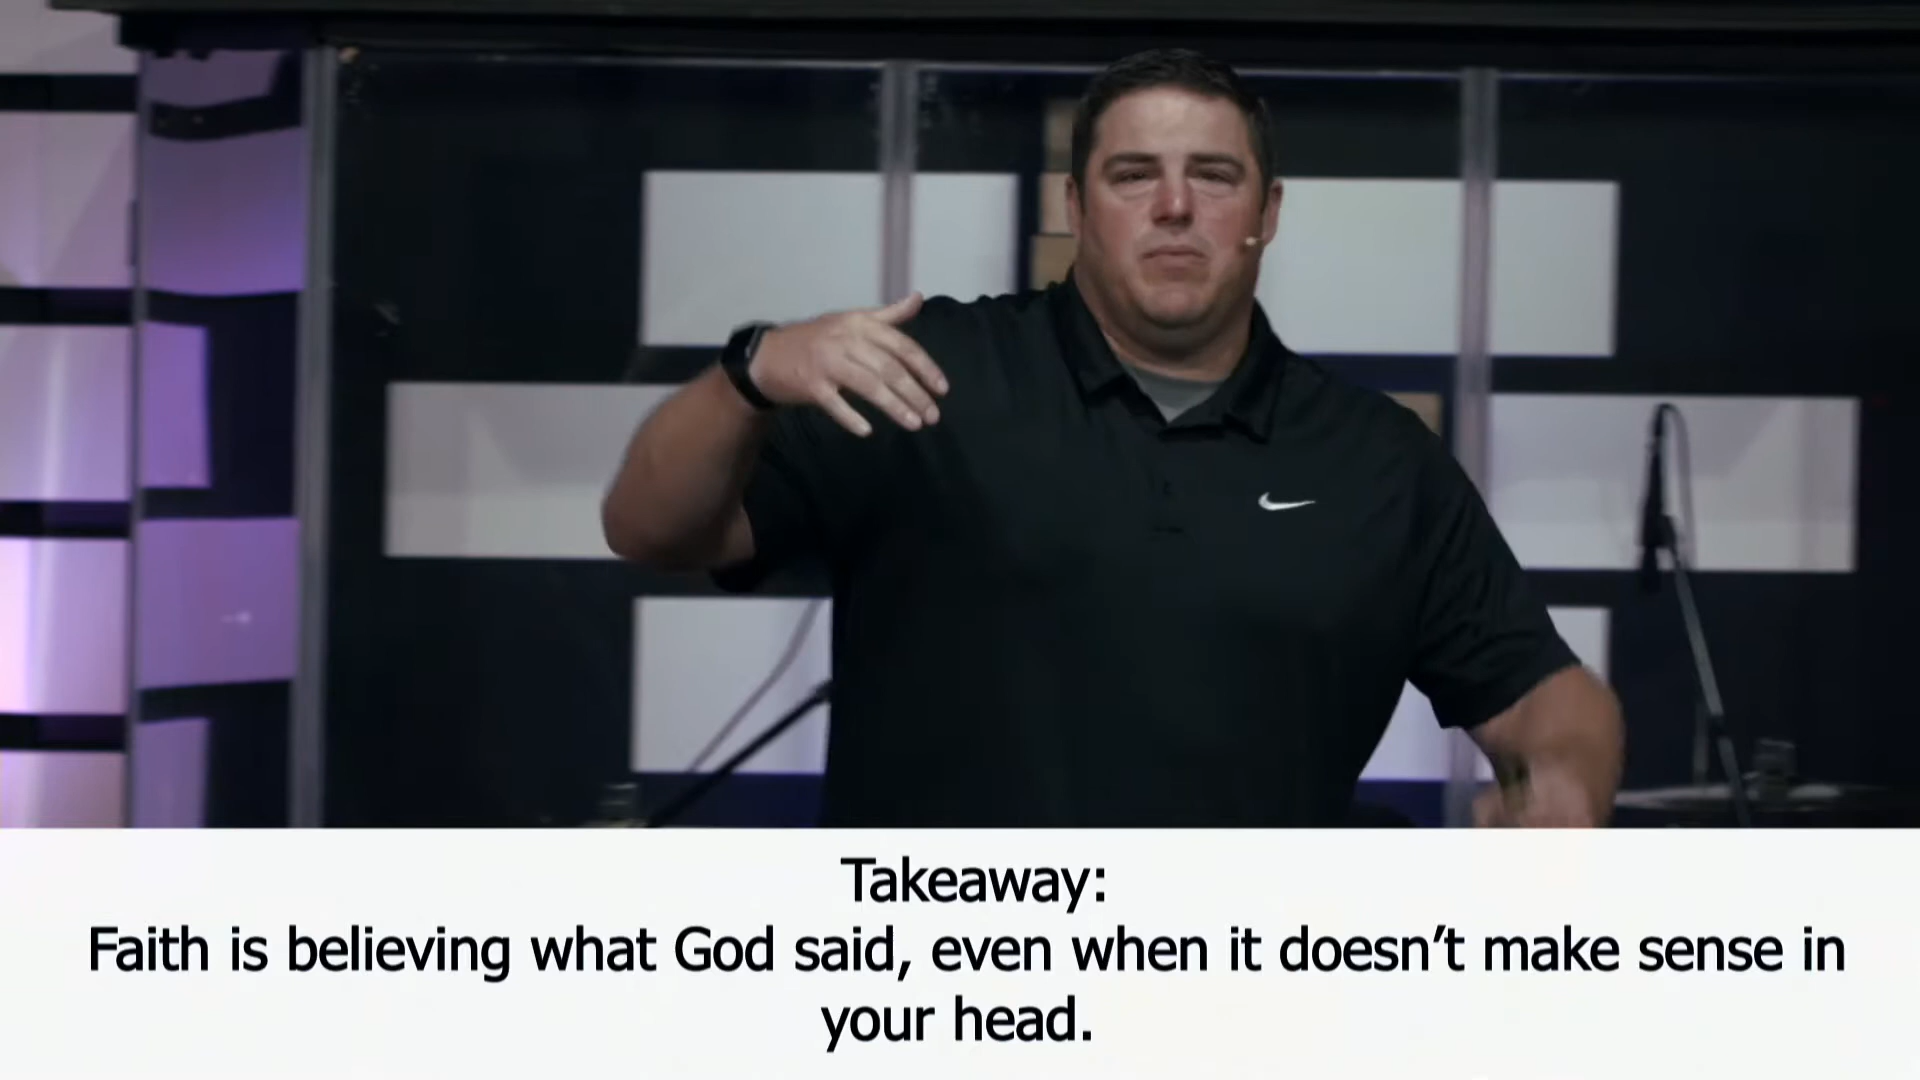 Takeaway:
Faith is believing what God said, even when it doesn’t make sense in
your head.